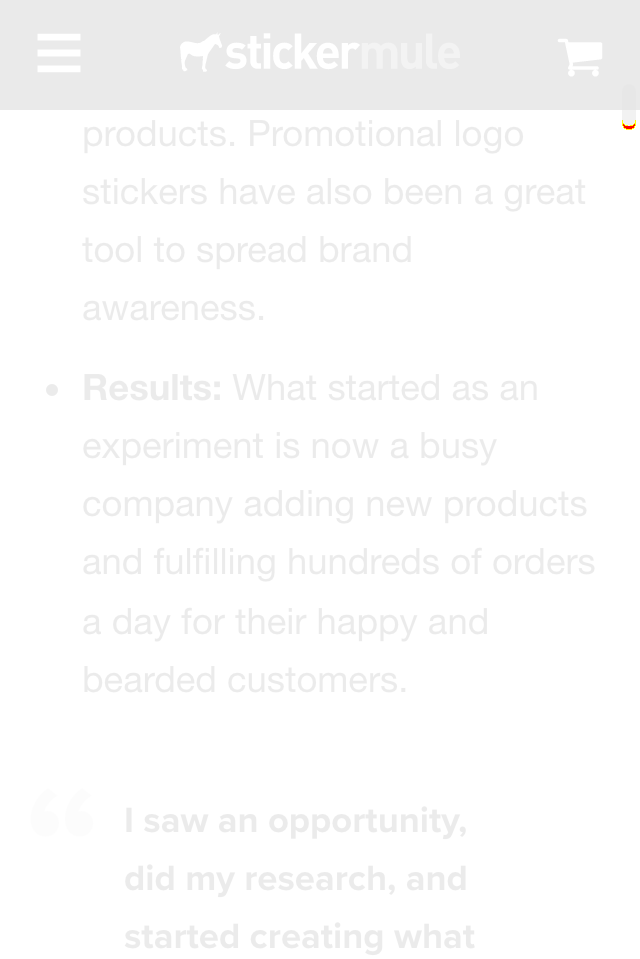 stickermule
products. Promotional logo
stickers have also been a great
tool to spread brand
awareness.
• Results: What started as an
experiment is now a busy
company adding new products
and fulfilling hundreds of orders
a day for their happy and
bearded customers.
“ I saw an opportunity,
did my research, and
started creating what